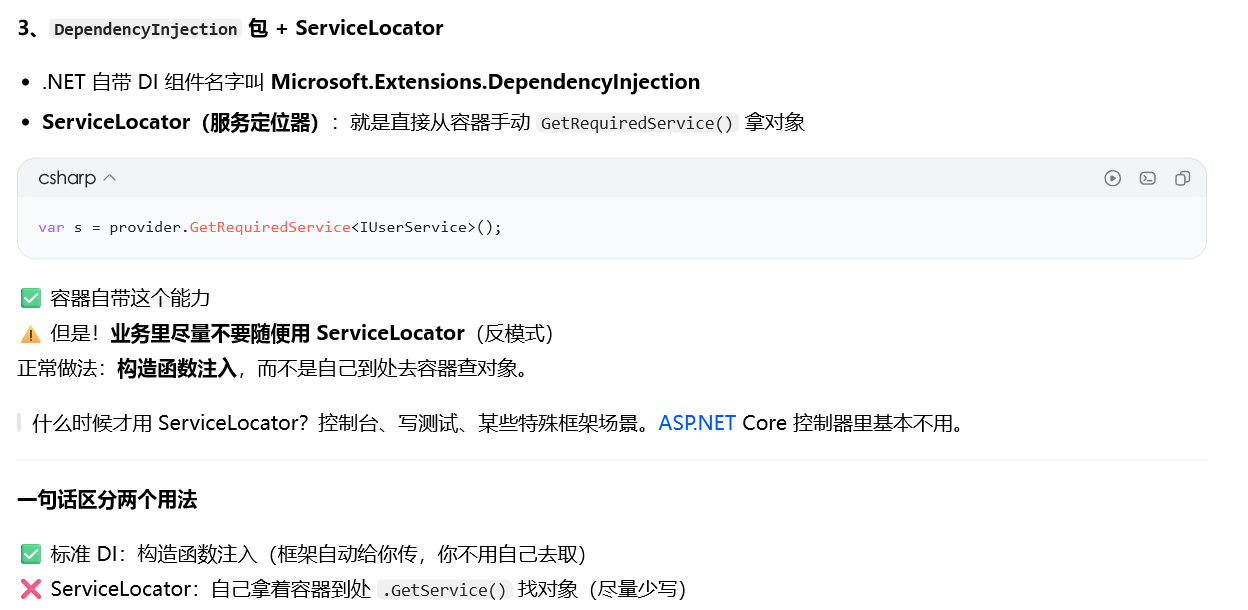 3、 DependencyInjection 包 + ServiceLocator
• .NET 自带 DI 组件名字叫 Microsoft.Extensions.DependencyInjection
• ServiceLocator（服务定位器）：就是直接从容器手动 GetRequiredService() 拿对象
csharp
var s = provider.GetRequiredService<IUserService>();
✅ 容器自带这个能力
⚠️ 但是！业务里尽量不要随便用 ServiceLocator（反模式）
正常做法：构造函数注入，而不是自己到处去容器查对象。
什么时候才用 ServiceLocator？控制台、写测试、某些特殊框架场景。ASP.NET Core 控制器里基本不用。
一句话区分两个用法
✅ 标准 DI：构造函数注入（框架自动给你传，你不用自己去取）
❌ ServiceLocator：自己拿着容器到处 .GetService() 找对象（尽量少写）